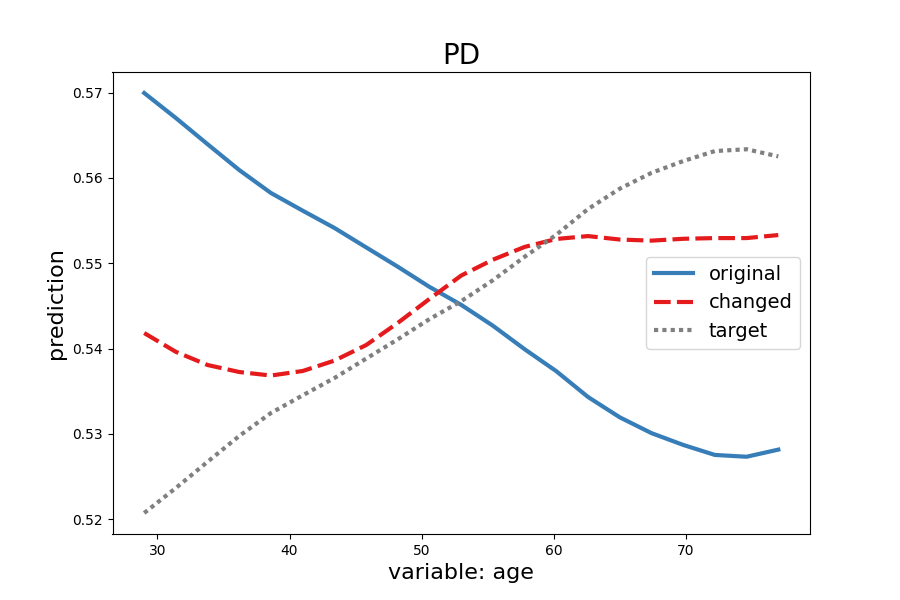 PD
0.57
0.56
0.55
0.54
0.53
0.52
prediction
original
changed
target
30 40 50 60 70
variable: age